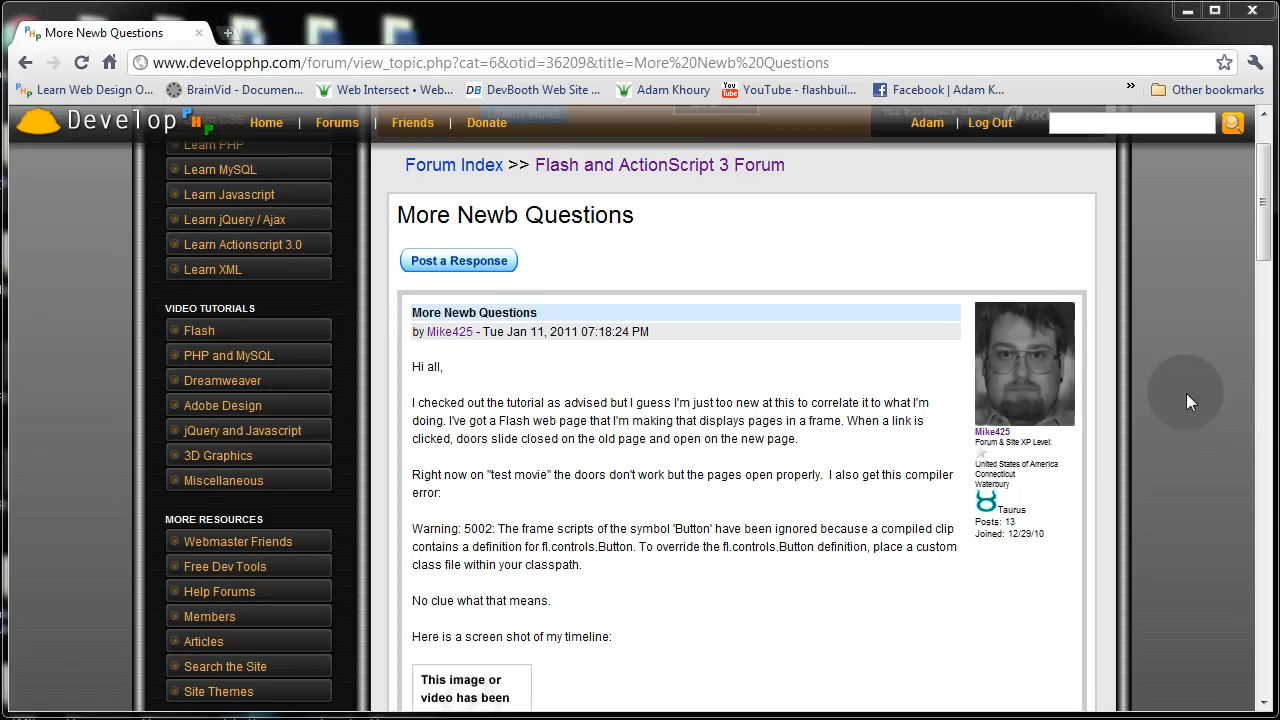 More Newb Questions
www.developphp.com/forum/view_topic.php?cat=6&otid=36209&title=More%20Newb%20Questions
Learn Web Design O...
BrainVid - Documen...
Web Intersect • Web...
DevBooth Web Site ...
Adam Khoury
YouTube - flashbuil...
Facebook | Adam K...
»
Other bookmarks
Develop PHP
Home | Forums | Friends | Donate
Adam | Log Out
Learn PHP
Learn MySQL
Learn Javascript
Learn jQuery / Ajax
Learn Actionscript 3.0
Learn XML
VIDEO TUTORIALS
Flash
PHP and MySQL
Dreamweaver
Adobe Design
jQuery and Javascript
3D Graphics
Miscellaneous
MORE RESOURCES
Webmaster Friends
Free Dev Tools
Help Forums
Members
Articles
Search the Site
Site Themes
Forum Index >> Flash and ActionScript 3 Forum
More Newb Questions
Post a Response
More Newb Questions
by Mike425 - Tue Jan 11, 2011 07:18:24 PM
Hi all,
I checked out the tutorial as advised but I guess I'm just too new at this to correlate it to what I'm
doing. I've got a Flash web page that I'm making that displays pages in a frame. When a link is
clicked, doors slide closed on the old page and open on the new page.
Right now on "test movie" the doors don't work but the pages open properly. I also get this compiler
error:
Warning: 5002: The frame scripts of the symbol 'Button' have been ignored because a compiled clip
contains a definition for fl.controls.Button. To override the fl.controls.Button definition, place a custom
class file within your classpath.
No clue what that means.
Here is a screen shot of my timeline:
This image or
video has been
Mike425
Forum & Site XP Level:
United States of America
Connecticut
Waterbury
Taurus
Posts: 13
Joined: 12/29/10